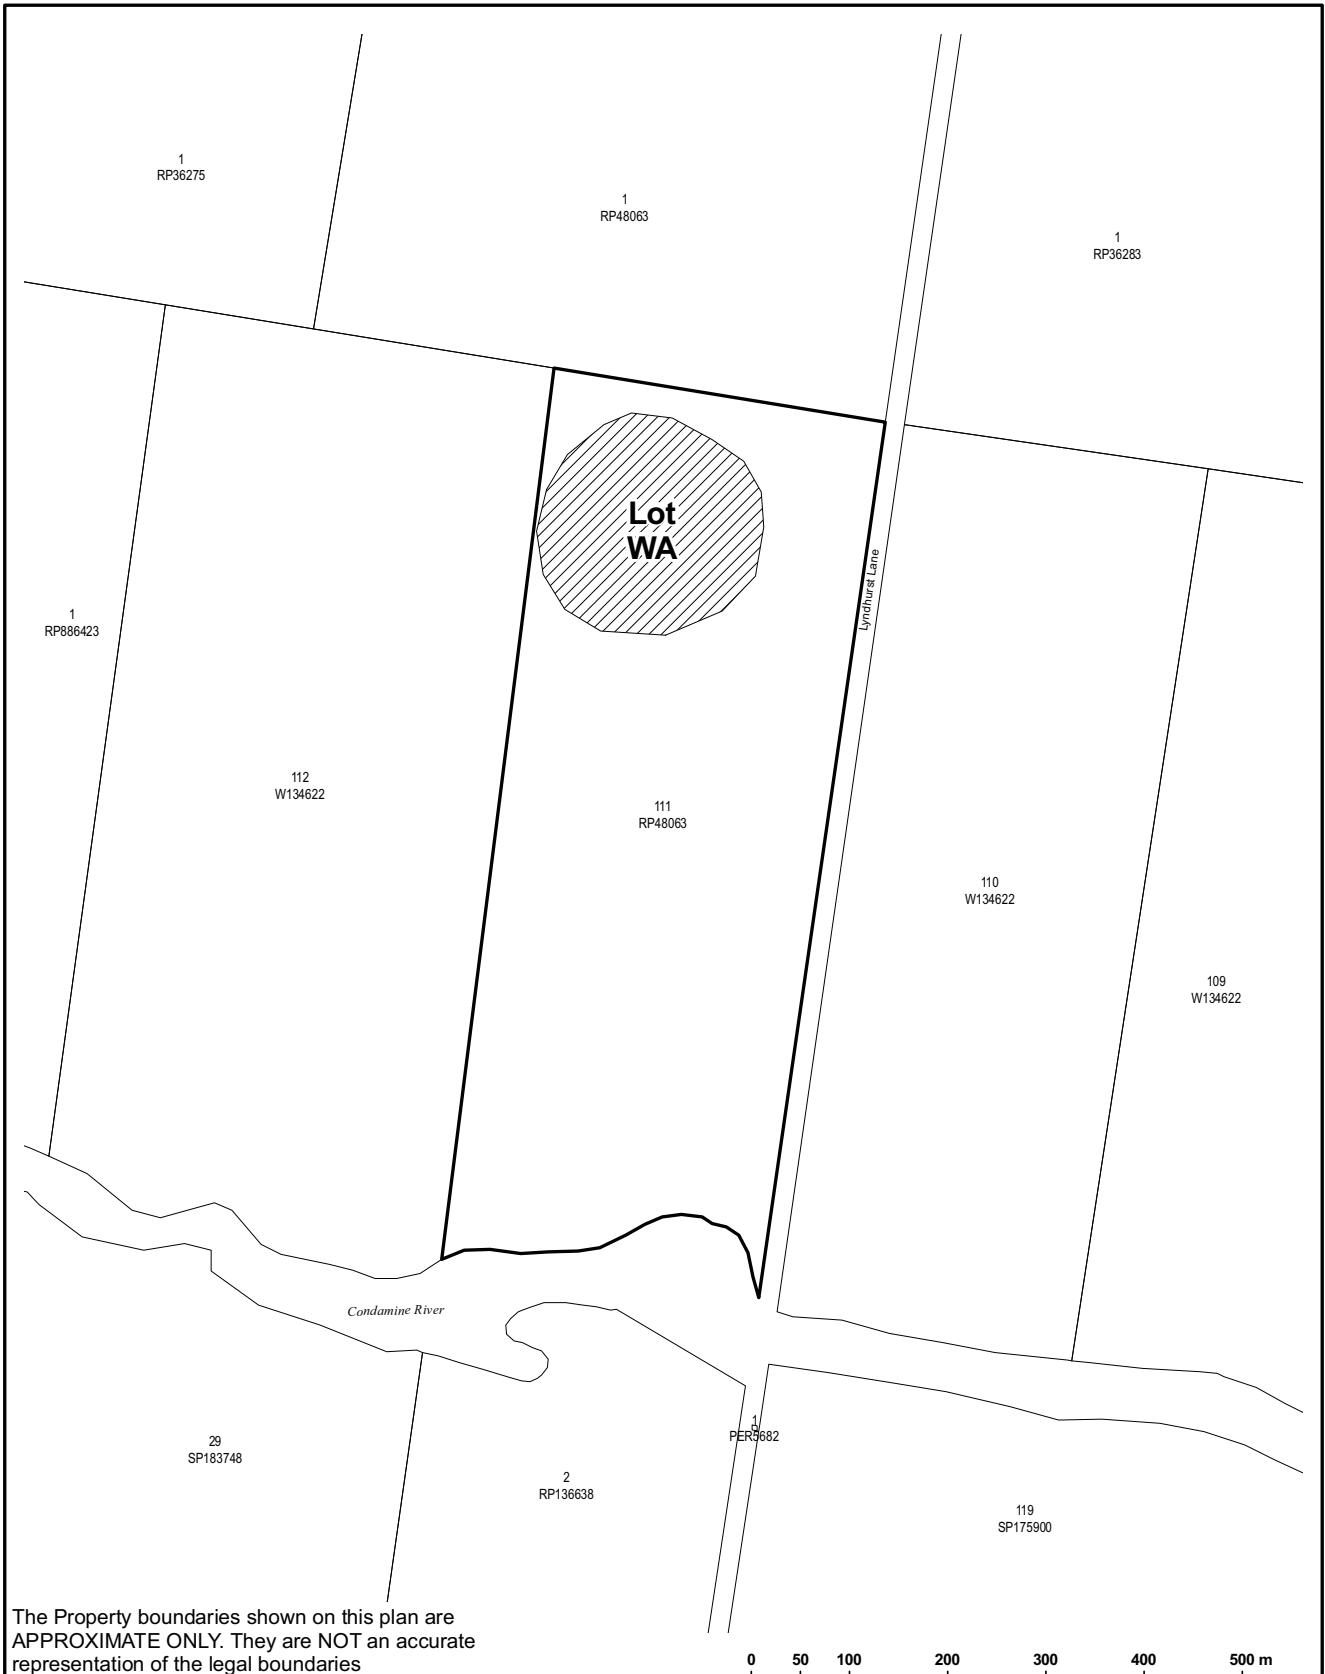 1
RP36275
1
RP48063
1
RP36283
Lot
WA
Lyndhurst Lane
1
RP886423
112
W134622
111
RP48063
110
W134622
109
W134622
Condamine River
1
PER5682
29
SP183748
2
RP136638
119
SP175900
The Property boundaries shown on this plan are
APPROXIMATE ONLY. They are NOT an accurate
representation of the legal boundaries
0 50 100 200 300 400 500 m